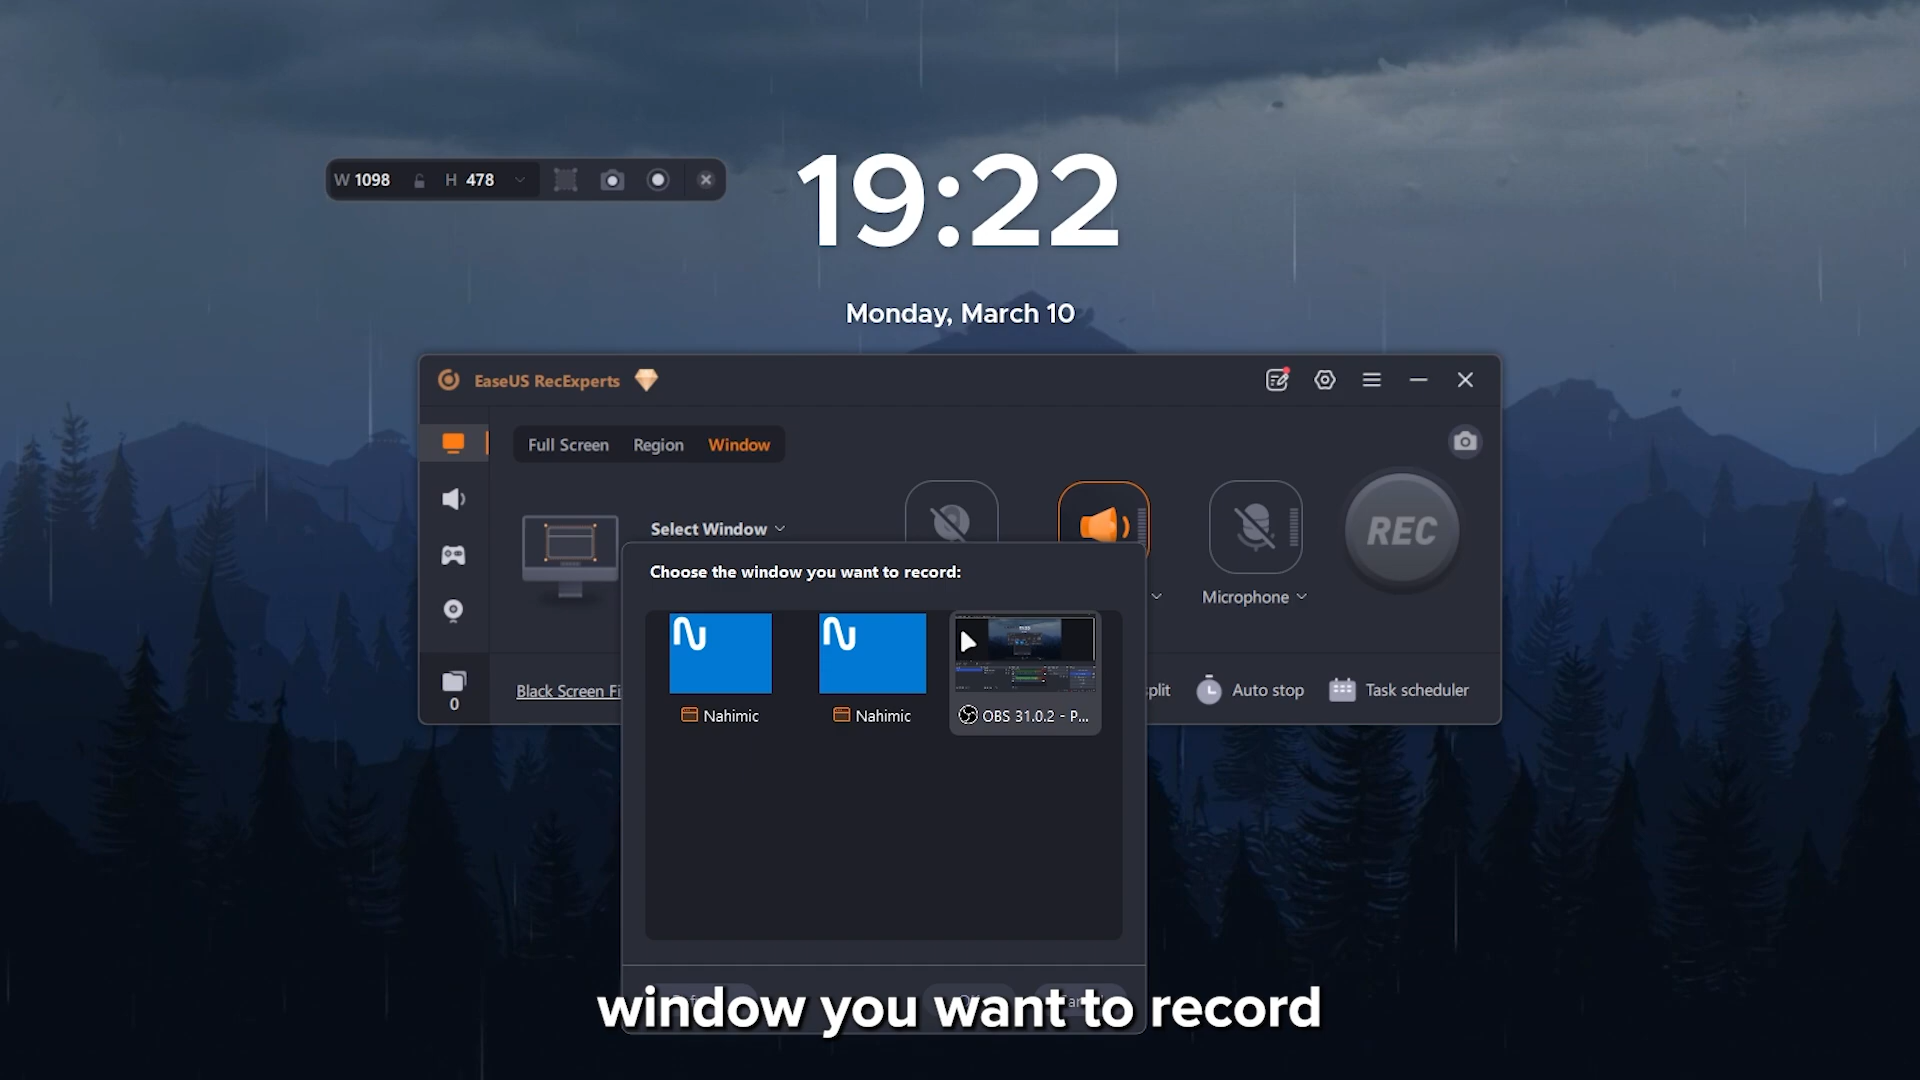 W 1098 H 478
19:22
Monday, March 10
EaseUS RecExperts
Full Screen Region Window
Select Window
REC
Choose the window you want to record:
Microphone
Nahimic
Nahimic
OBS 31.0.2 - P...
0
Black Screen Fi
plit
Auto stop
Task scheduler
window you want to record